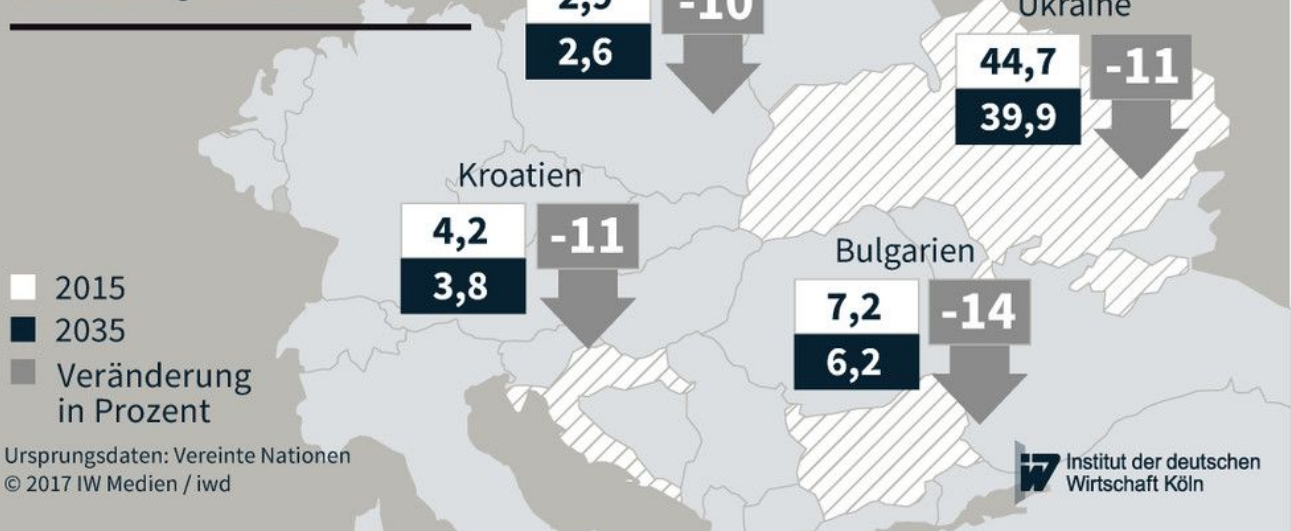 2,9
-10
2,6
Ukraine
44,7
-11
39,9
Kroatien
4,2
-11
3,8
Bulgarien
7,2
-14
6,2
2015
2035
Veränderung
in Prozent
Ursprungsdaten: Vereinte Nationen
© 2017 IW Medien / iwd
Institut der deutschen
Wirtschaft Köln